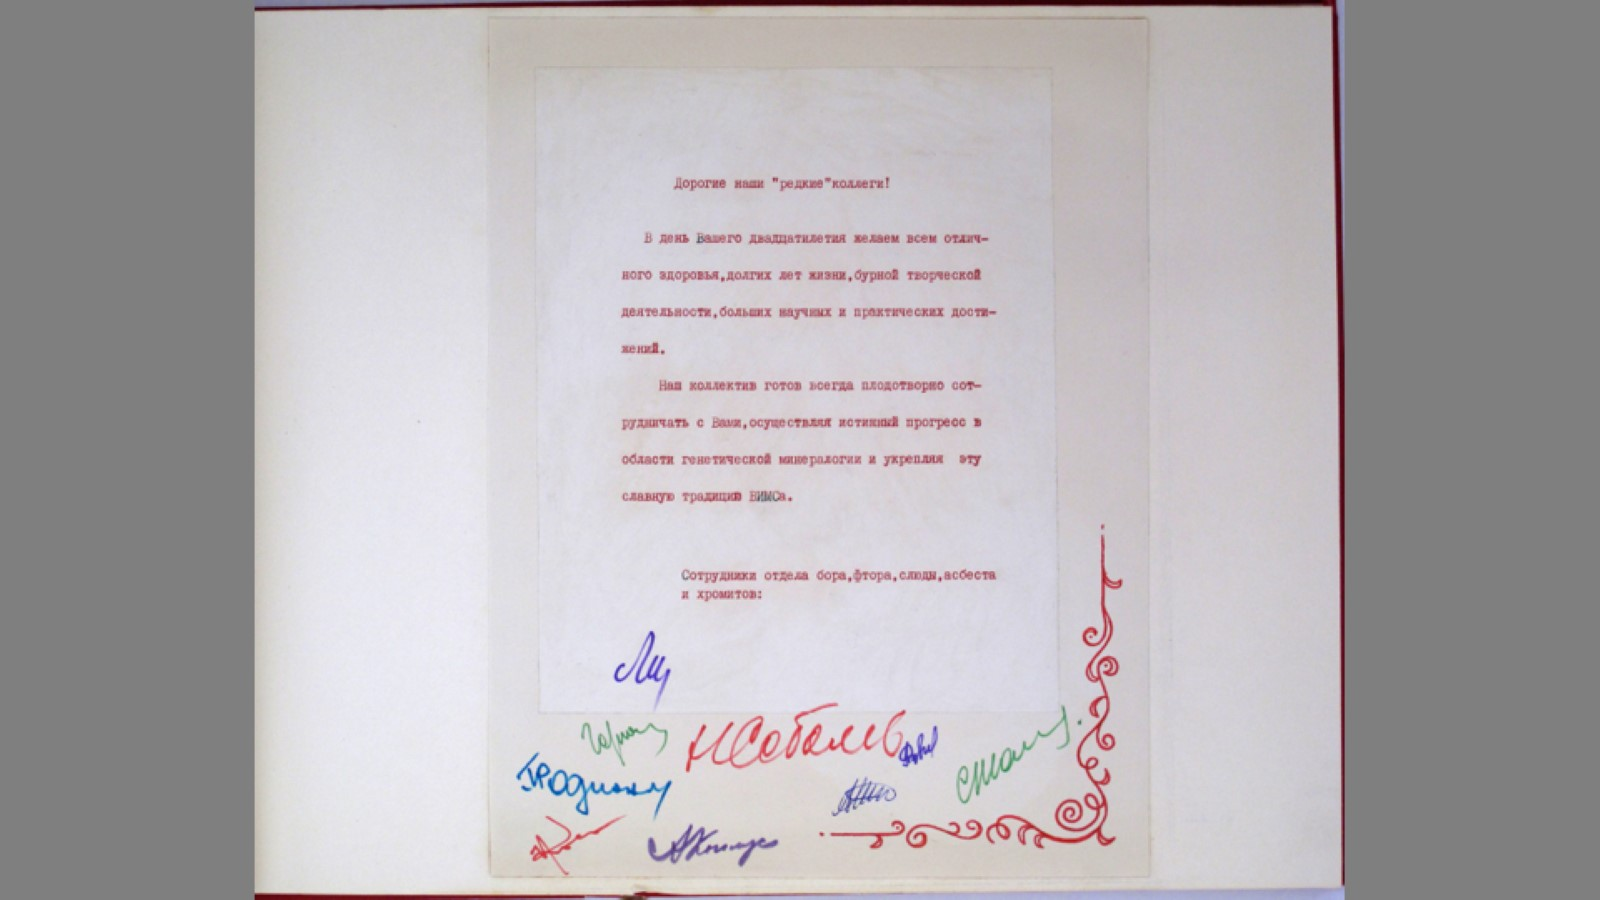 Дорогие наши "редкие"коллеги!
В день Вашего двадцатилетия желаем всем отлич-
ного здоровья,долгих лет жизни,бурной творческой
деятельности,больших научных и практических дости-
жений.
Наш коллектив готов всегда плодотворно сот-
рудничать с Вами,осуществляя истинный прогресс в
области генетической минералогии и укрепляя эту
славную традицию ВИМСа.
Сотрудники отдела бора,фтора,слюды,асбеста
и хромитов: